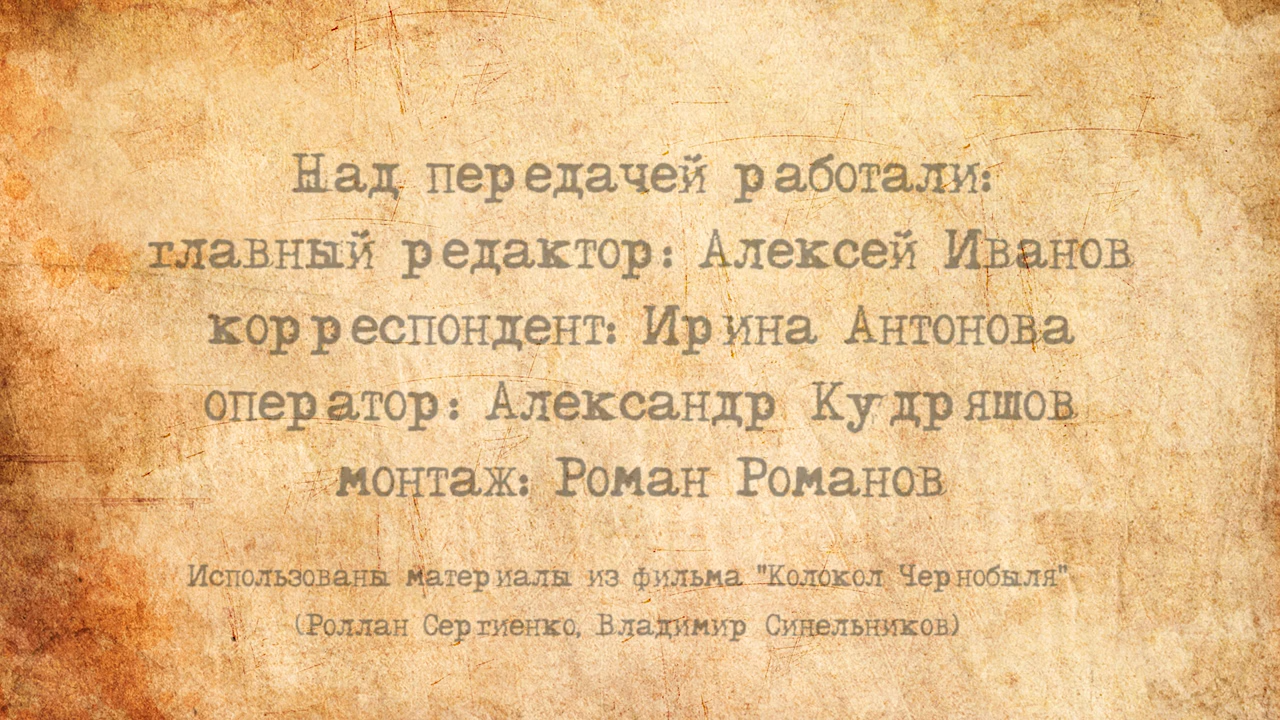 Над передачей работали:
главный редактор: Алексей Иванов
корреспондент: Ирина Антонова
оператор: Александр Кудряшов
монтаж: Роман Романов
Использованы материалы из фильма "Колокол Чернобыля"
(Роллан Сергиенко, Владимир Синельников)